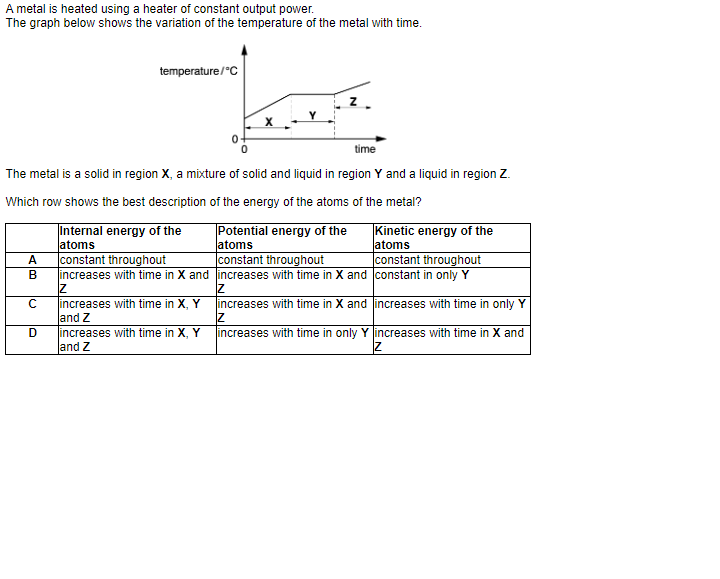 A metal is heated using a heater of constant output power.
The graph below shows the variation of the temperature of the metal with time.
temperature/°C
Z
Y
X
0
0
time
The metal is a solid in region X, a mixture of solid and liquid in region Y and a liquid in region Z.
Which row shows the best description of the energy of the atoms of the metal?
Internal energy of the atoms
Potential energy of the atoms
Kinetic energy of the atoms
A
constant throughout
constant throughout
constant throughout
B
increases with time in X and Z
increases with time in X and Z
constant in only Y
C
increases with time in X, Y and Z
increases with time in X and Z
increases with time in only Y
D
increases with time in X, Y and Z
increases with time in only Y
increases with time in X and Z